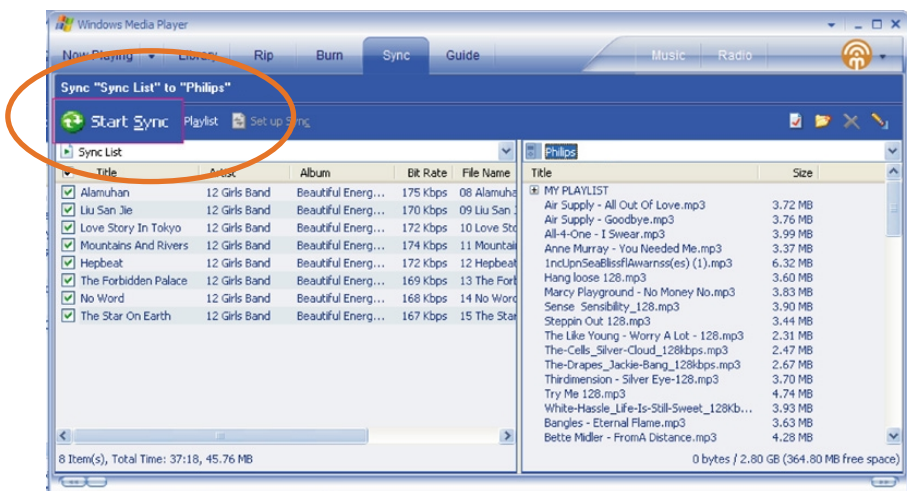 Windows Media Player
Now Playing Library Rip Burn Sync Guide Music Radio
Sync "Sync List" to "Philips"
Start Sync Playlist Set up Sync
Sync List
Title Artist Album Bit Rate File Name
Alamuhan 12 Girls Band Beautiful Energ... 175 Kbps 08 Alamuha
Liu San Jie 12 Girls Band Beautiful Energ... 170 Kbps 09 Liu San J
Love Story In Tokyo 12 Girls Band Beautiful Energ... 172 Kbps 10 Love Sto
Mountains And Rivers 12 Girls Band Beautiful Energ... 174 Kbps 11 Mountain
Hepbeat 12 Girls Band Beautiful Energ... 172 Kbps 12 Hepbeat
The Forbidden Palace 12 Girls Band Beautiful Energ... 169 Kbps 13 The Forb
No Word 12 Girls Band Beautiful Energ... 168 Kbps 14 No Word
The Star On Earth 12 Girls Band Beautiful Energ... 167 Kbps 15 The Star
8 Item(s), Total Time: 37:18, 45.76 MB
Philips
Title Size
MY PLAYLIST
Air Supply - All Out Of Love.mp3 3.72 MB
Air Supply - Goodbye.mp3 3.76 MB
All-4-One - I Swear.mp3 3.99 MB
Anne Murray - You Needed Me.mp3 3.37 MB
1ncUpnSeaBlissflAwarnss(es) (1).mp3 6.32 MB
Hang loose 128.mp3 3.60 MB
Marcy Playground - No Money No.mp3 3.83 MB
Sense Sensibility_128.mp3 3.90 MB
Steppin Out 128.mp3 3.44 MB
The Like Young - Worry A Lot - 128.mp3 2.31 MB
The-Cells_Silver-Cloud_128kbps.mp3 2.47 MB
The-Drapes_Jackie-Bang_128kbps.mp3 2.67 MB
Thirdimension - Silver Eye-128.mp3 3.70 MB
Try Me 128.mp3 4.74 MB
White-Hassle_Life-Is-Still-Sweet_128Kb... 3.93 MB
Bangles - Eternal Flame.mp3 3.63 MB
Bette Midler - FromA Distance.mp3 4.28 MB
0 bytes / 2.80 GB (364.80 MB free space)